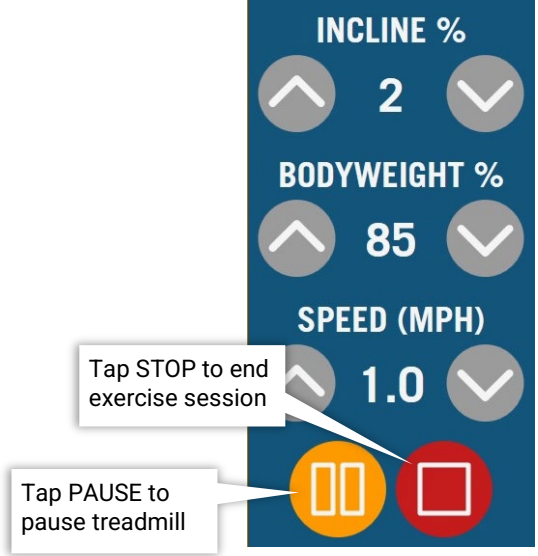 INCLINE %
2
BODYWEIGHT %
85
SPEED (MPH)
1.0
Tap STOP to end
exercise session
Tap PAUSE to
pause treadmill